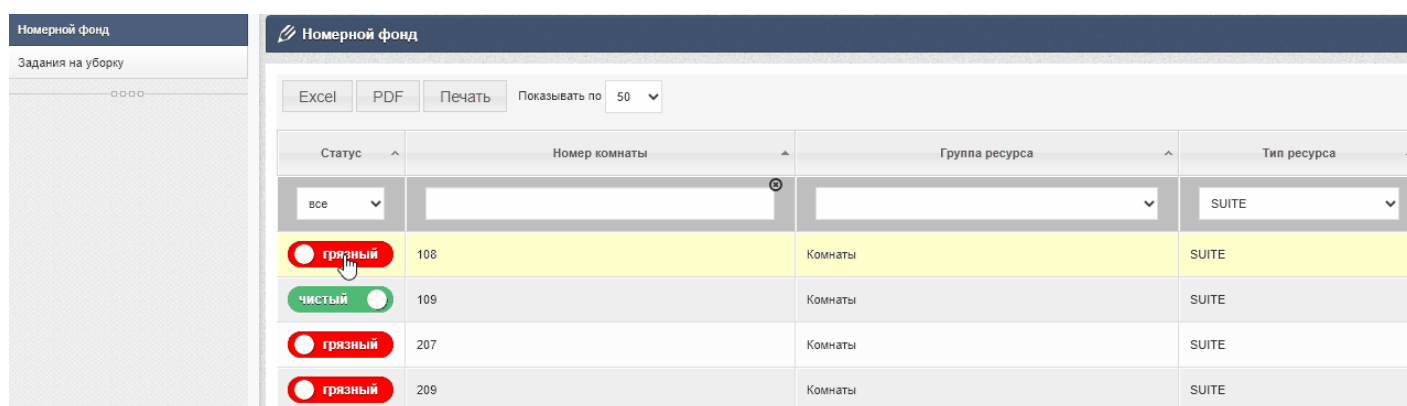 Номерной фонд
Задания на уборку
Номерной фонд
Excel PDF Печать Показывать по 50
Статус Номер комнаты Группа ресурса Тип ресурса
все SUITE
грязный 108 Комнаты SUITE
чистый 109 Комнаты SUITE
грязный 207 Комнаты SUITE
грязный 209 Комнаты SUITE